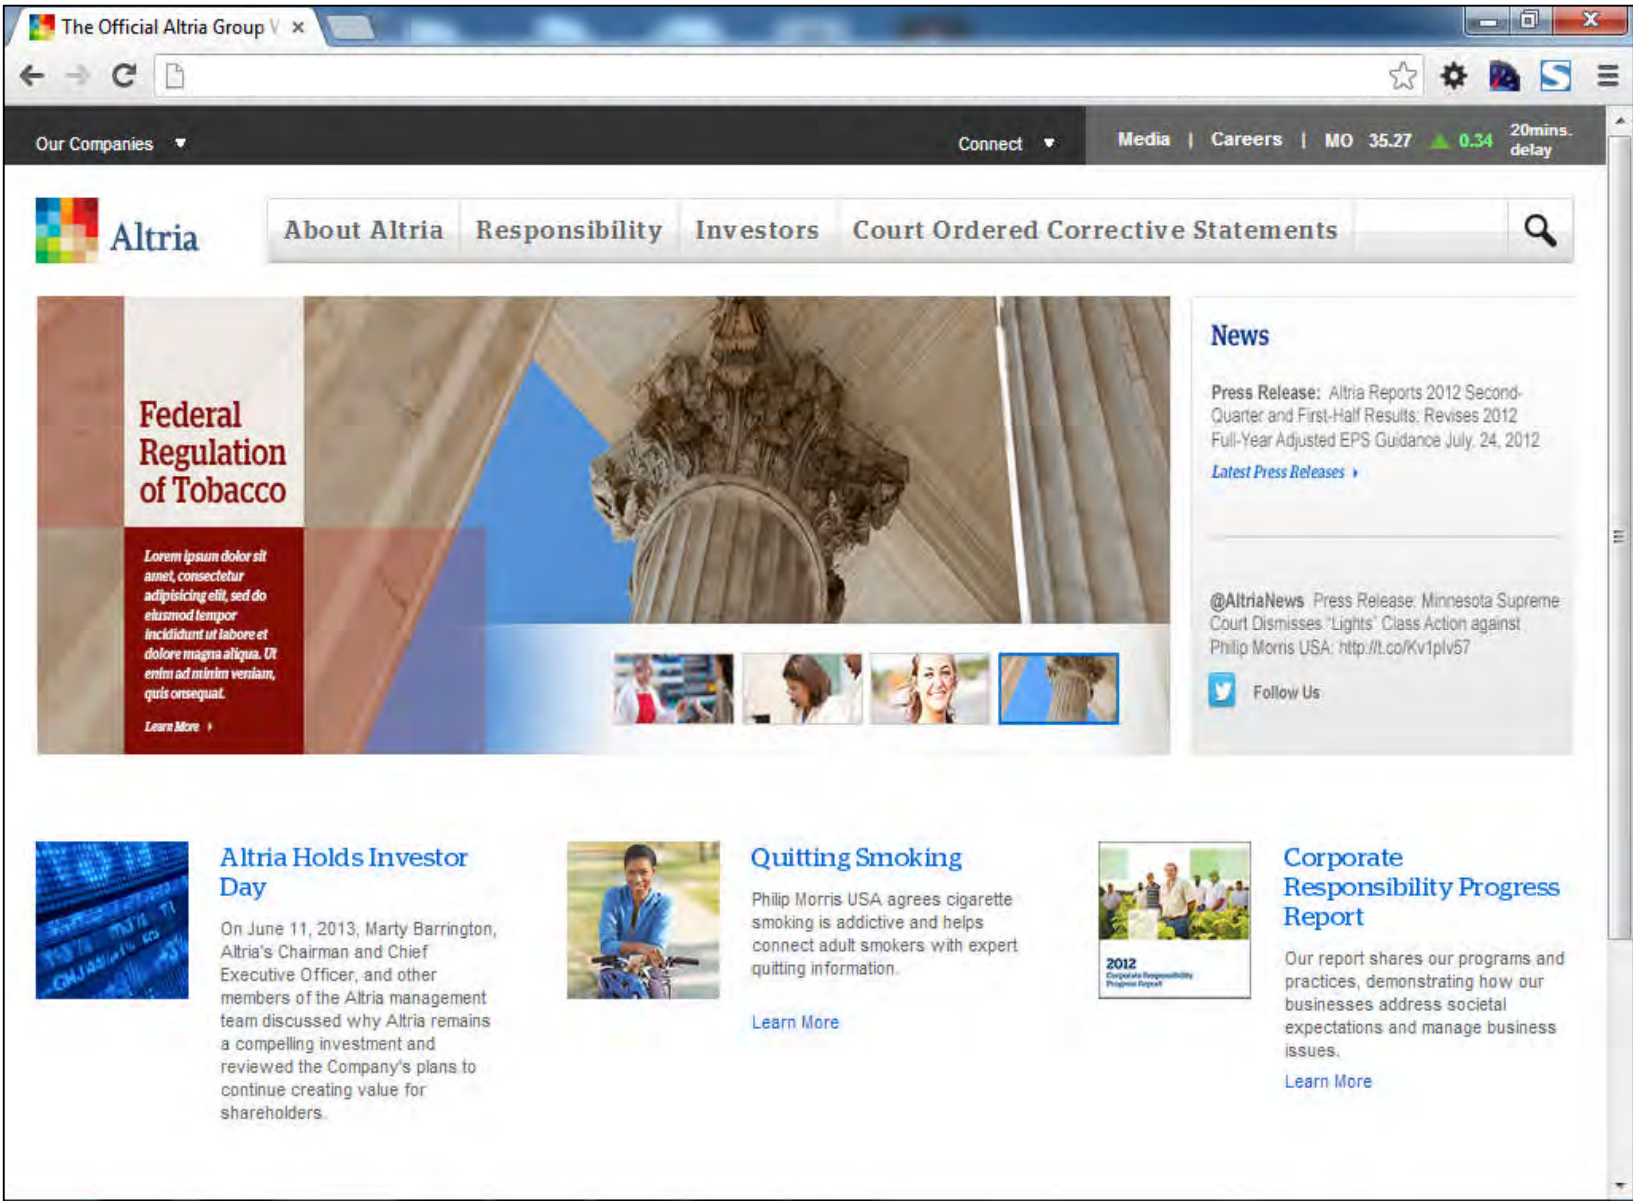 The Official Altria Group
Our Companies
Connect
Media | Careers | MO 35.27 0.34 20mins. delay
Altria
About Altria
Responsibility
Investors
Court Ordered Corrective Statements
Federal
Regulation
of Tobacco
Lorem ipsum dolor sit
amet, consectetur
adipisicing elit, sed do
eiusmod tempor
incididunt ut labore et
dolore magna aliqua. Ut
enim ad minim veniam,
quis onsequat.
Learn More
News
Press Release: Altria Reports 2012 Second-
Quarter and First-Half Results. Revises 2012
Full-Year Adjusted EPS Guidance July. 24, 2012
Latest Press Releases
@AltriaNews Press Release: Minnesota Supreme
Court Dismisses "Lights" Class Action against
Philip Morris USA: http://t.co/Kv1plv57
Follow Us
Altria Holds Investor
Day
On June 11, 2013, Marty Barrington,
Altria's Chairman and Chief
Executive Officer, and other
members of the Altria management
team discussed why Altria remains
a compelling investment and
reviewed the Company's plans to
continue creating value for
shareholders.
Quitting Smoking
Philip Morris USA agrees cigarette
smoking is addictive and helps
connect adult smokers with expert
quitting information.
Learn More
2012
Corporate Responsibility
Progress Report
Corporate
Responsibility Progress
Report
Our report shares our programs and
practices, demonstrating how our
businesses address societal
expectations and manage business
issues.
Learn More